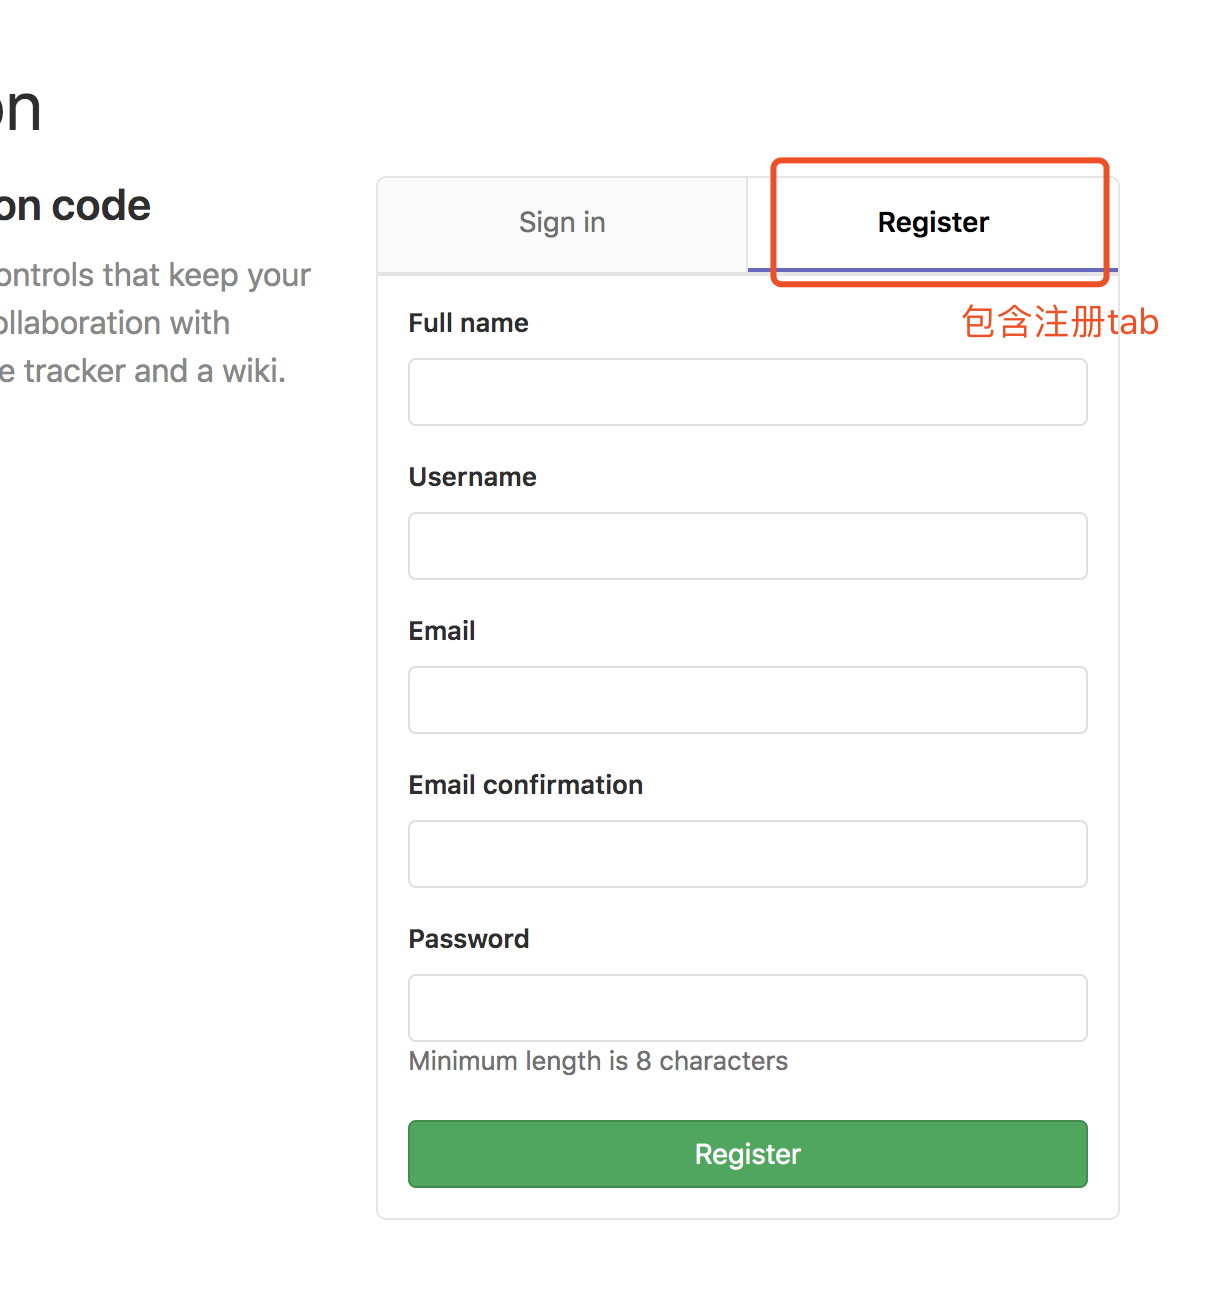 on
on code
ontrols that keep your
ollaboration with
e tracker and a wiki.
Sign in
Register
包含注册tab
Full name
Username
Email
Email confirmation
Password
Minimum length is 8 characters
Register